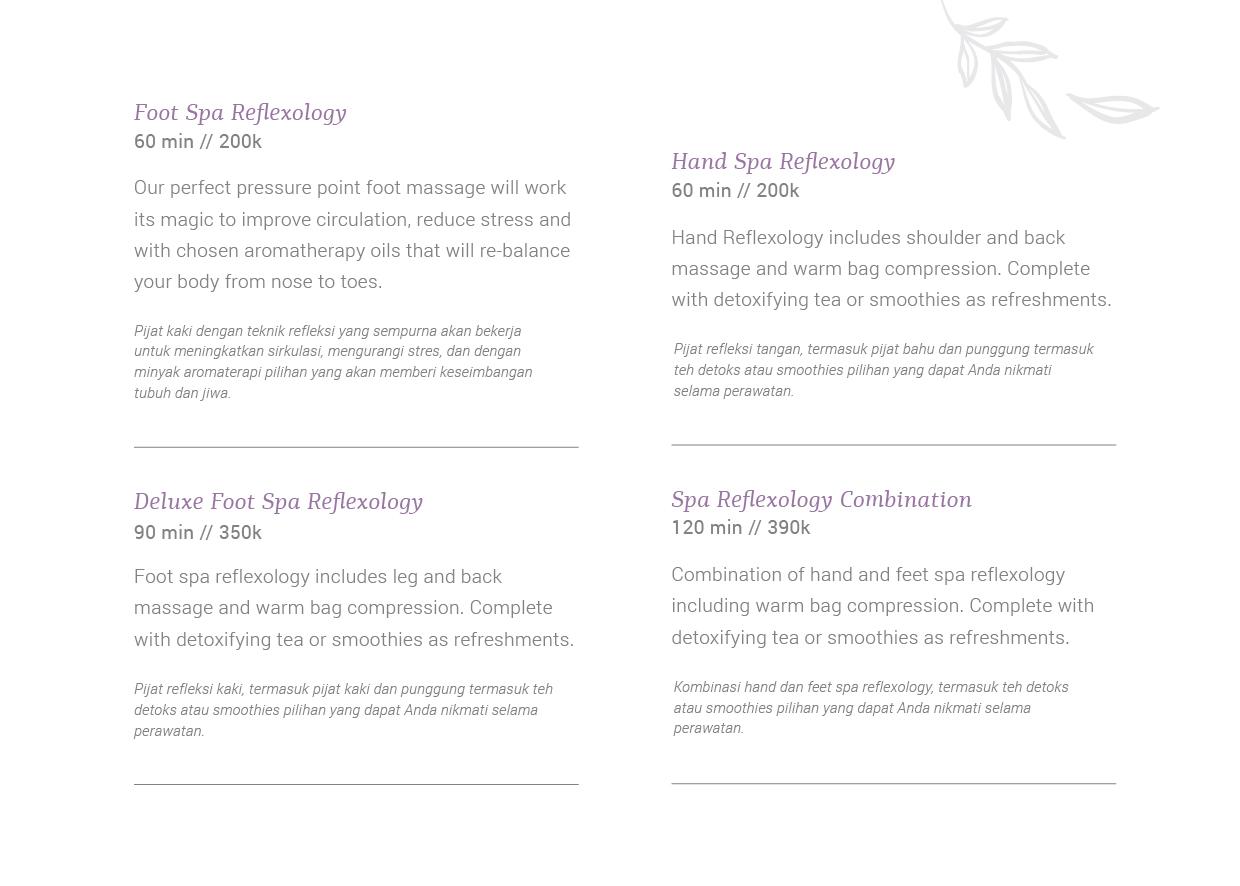 Foot Spa Reflexology
60 min // 200k
Our perfect pressure point foot massage will work
its magic to improve circulation, reduce stress and
with chosen aromatherapy oils that will re-balance
your body from nose to toes.
Pijat kaki dengan teknik refleksi yang sempurna akan bekerja
untuk meningkatkan sirkulasi, mengurangi stres, dan dengan
minyak aromaterapi pilihan yang akan memberi keseimbangan
tubuh dan jiwa.
Deluxe Foot Spa Reflexology
90 min // 350k
Foot spa reflexology includes leg and back
massage and warm bag compression. Complete
with detoxifying tea or smoothies as refreshments.
Pijat refleksi kaki, termasuk pijat kaki dan punggung termasuk teh
detoks atau smoothies pilihan yang dapat Anda nikmati selama
perawatan.
Hand Spa Reflexology
60 min // 200k
Hand Reflexology includes shoulder and back
massage and warm bag compression. Complete
with detoxifying tea or smoothies as refreshments.
Pijat refleksi tangan, termasuk pijat bahu dan punggung termasuk
teh detoks atau smoothies pilihan yang dapat Anda nikmati
selama perawatan.
Spa Reflexology Combination
120 min // 390k
Combination of hand and feet spa reflexology
including warm bag compression. Complete with
detoxifying tea or smoothies as refreshments.
Kombinasi hand dan feet spa reflexology, termasuk teh detoks
atau smoothies pilihan yang dapat Anda nikmati selama
perawatan.